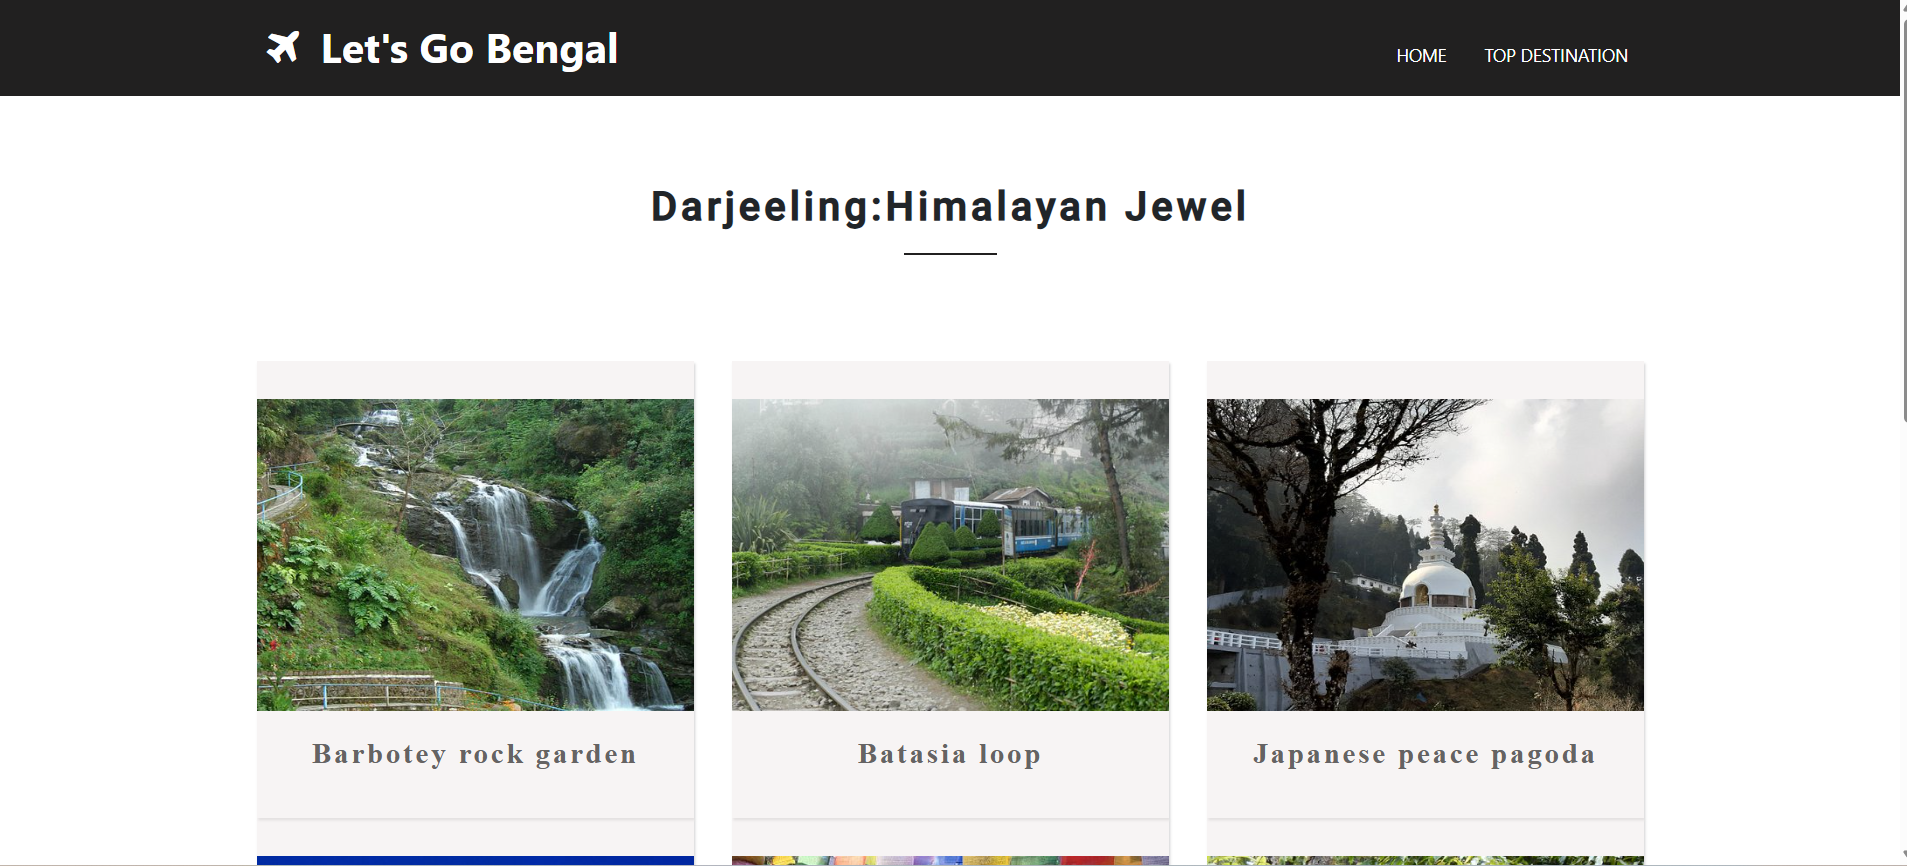 Let's Go Bengal
HOME TOP DESTINATION
Darjeeling:Himalayan Jewel
Barbotey rock garden
Batasia loop
Japanese peace pagoda